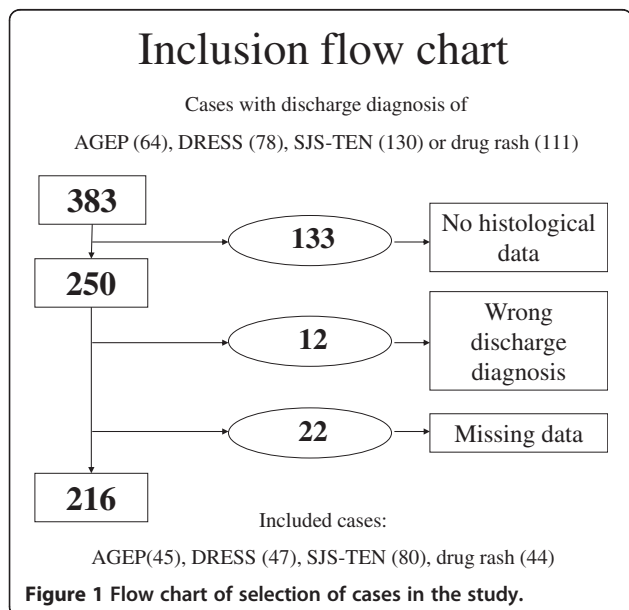 Inclusion flow chart
Cases with discharge diagnosis of
AGEP (64), DRESS (78), SJS-TEN (130) or drug rash (111)
383
133
No histological
data
250
12
Wrong
discharge
diagnosis
22
Missing data
216
Included cases:
AGEP(45), DRESS (47), SJS-TEN (80), drug rash (44)
Figure 1 Flow chart of selection of cases in the study.